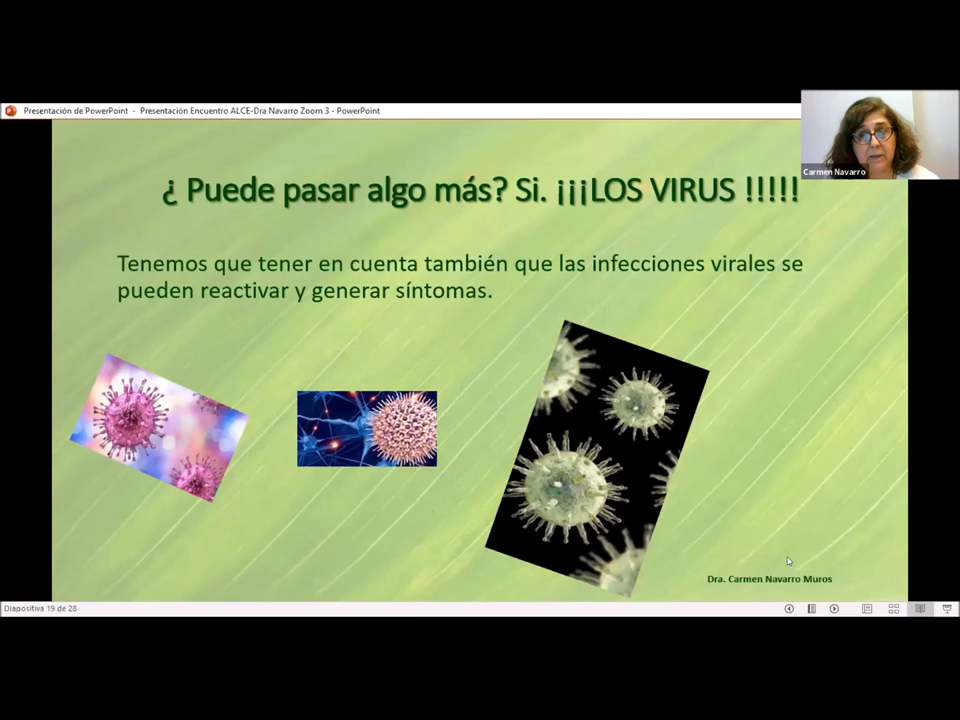 Presentación de PowerPoint - Presentación Encuentro ALCE-Dra Navarro Zoom 3 - PowerPoint
Carmen Navarro
¿ Puede pasar algo más? Si. ¡¡¡LOS VIRUS !!!!!
Tenemos que tener en cuenta también que las infecciones virales se
pueden reactivar y generar síntomas.
Dra. Carmen Navarro Muros
Diapositiva 19 de 28